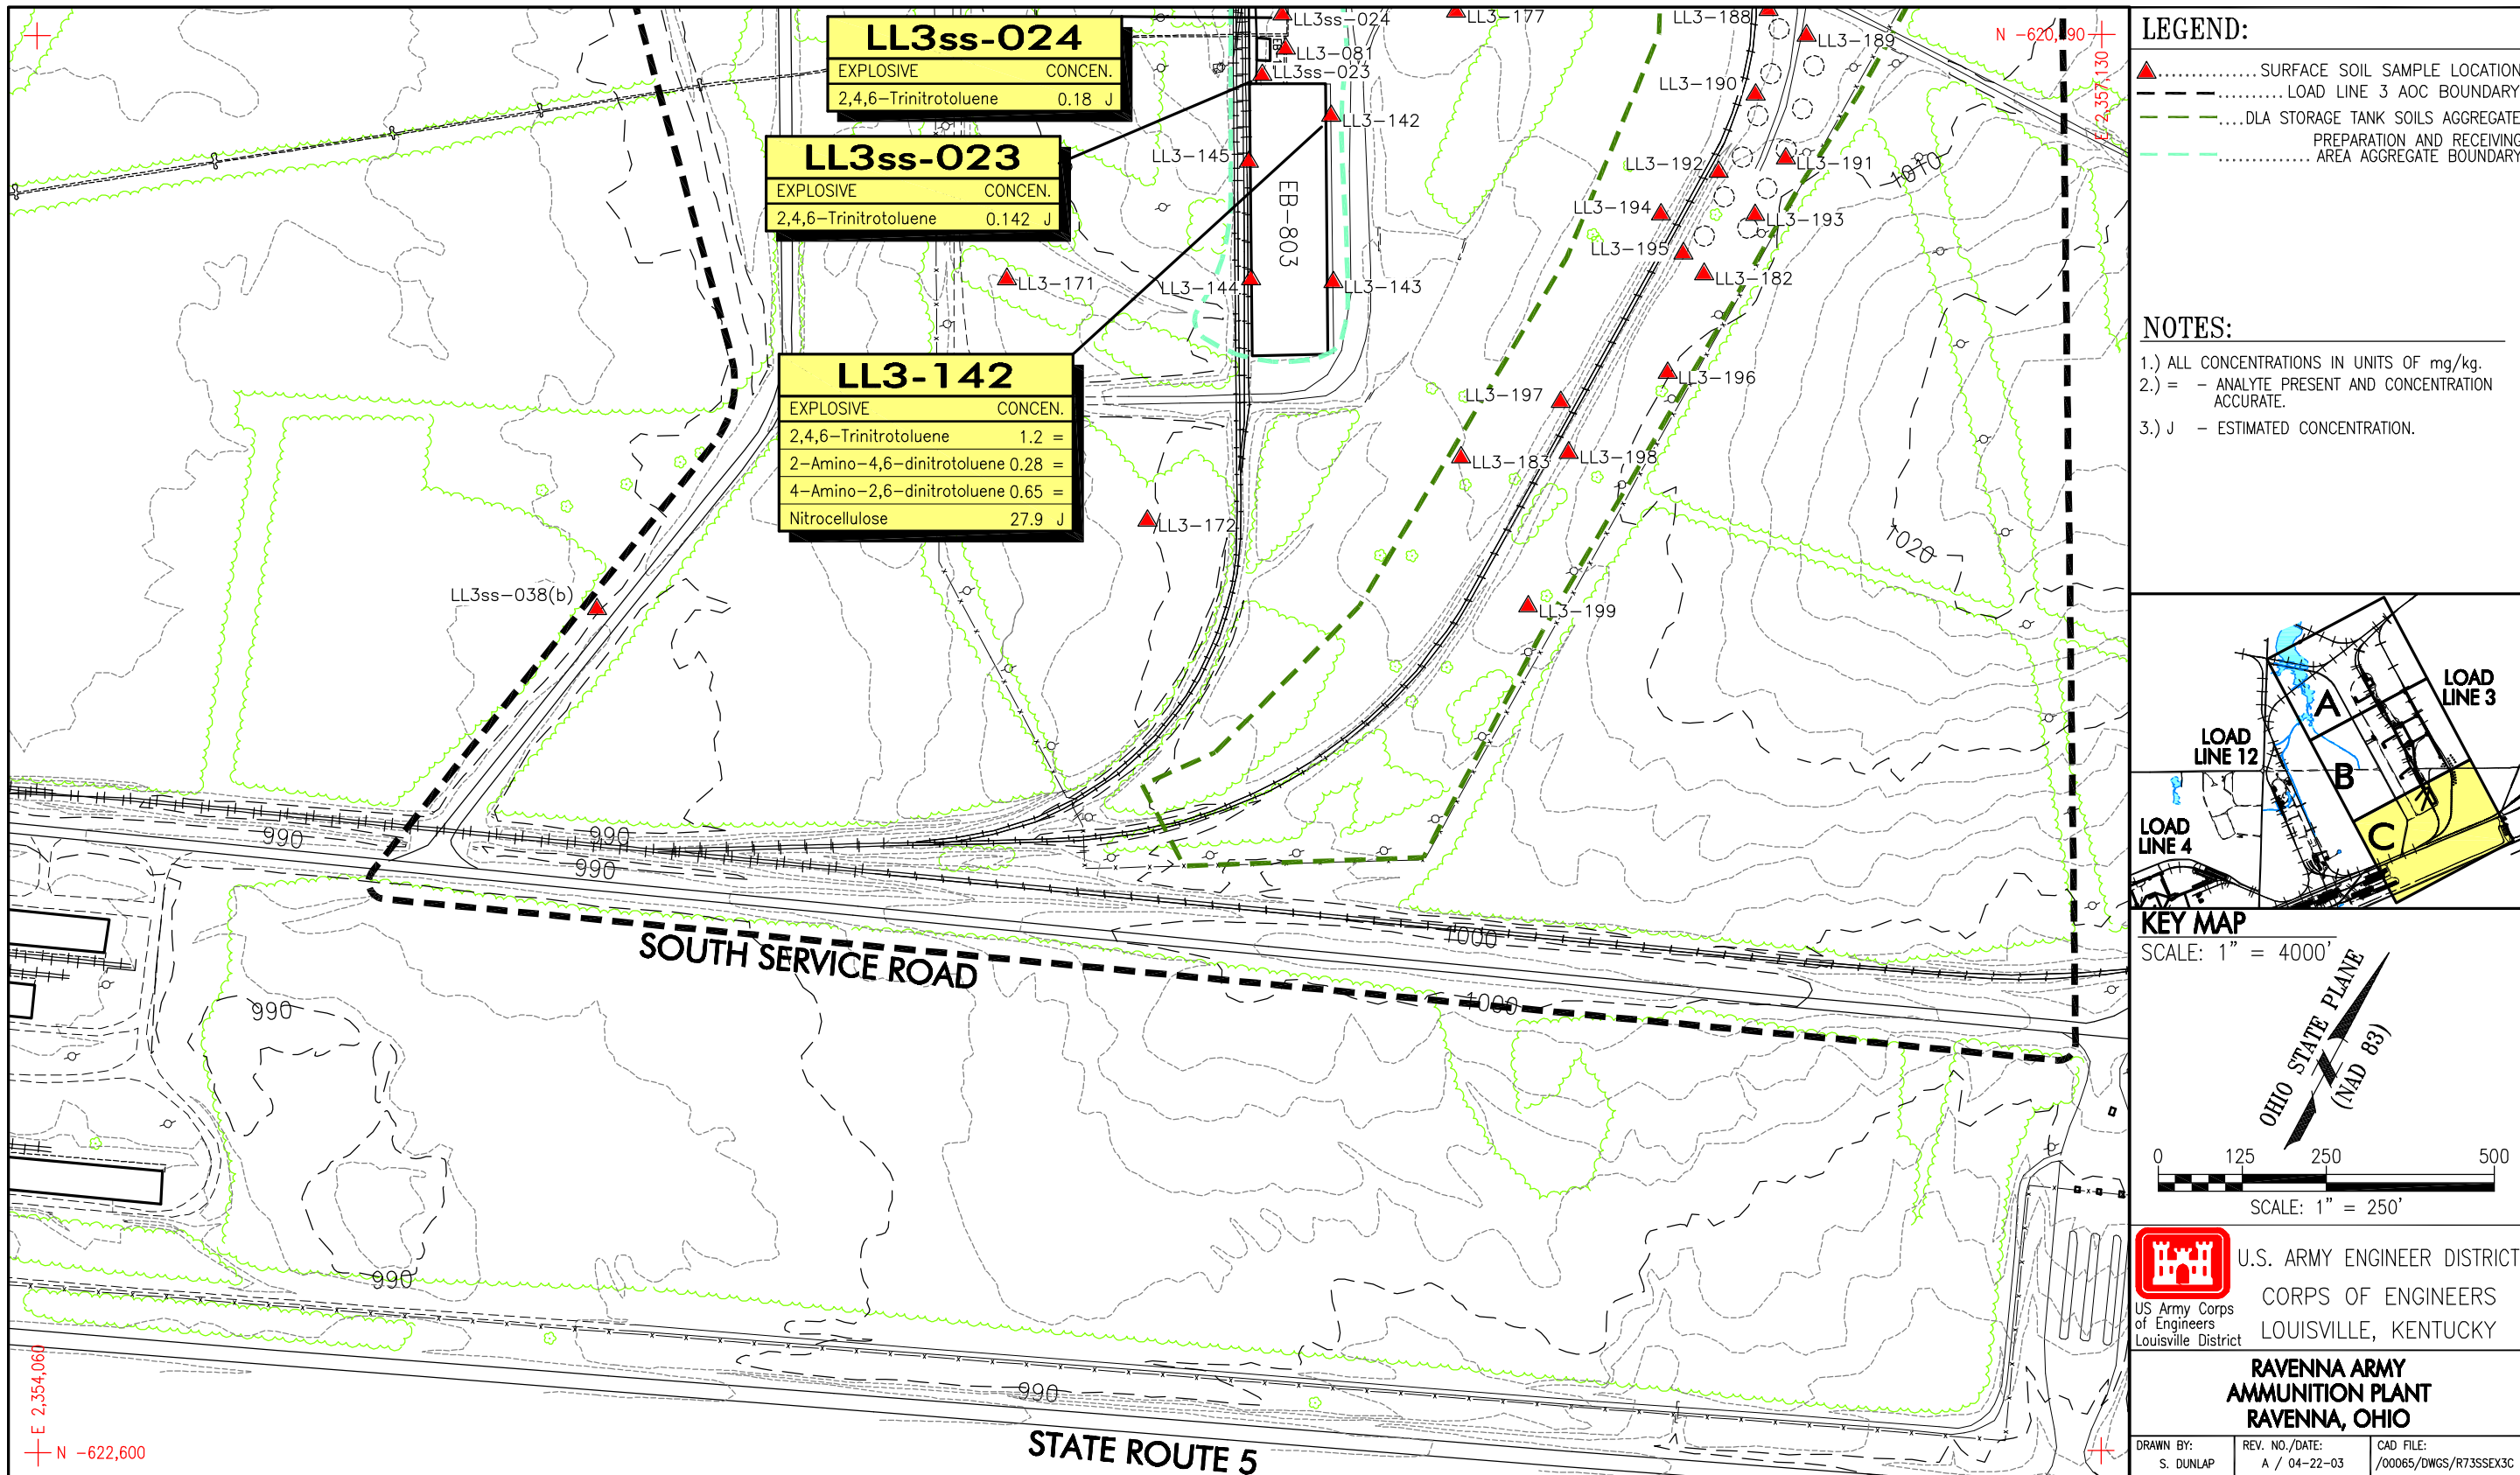 LL3ss-024
EXPLOSIVE CONCEN.
2,4,6-Trinitrotoluene 0.18 J
LL3ss-023
EXPLOSIVE CONCEN.
2,4,6-Trinitrotoluene 0.142 J
LL3-142
EXPLOSIVE CONCEN.
2,4,6-Trinitrotoluene 1.2 =
2-Amino-4,6-dinitrotoluene 0.28 =
4-Amino-2,6-dinitrotoluene 0.65 =
Nitrocellulose 27.9 J
LL3ss-024
LL3-081
LL3ss-023
LL3-177
LL3-188
LL3-189
LL3-190
LL3-142
LL3-145
EB-803
LL3-144
LL3-143
LL3-171
LL3-192
LL3-191
LL3-194
LL3-193
LL3-195
LL3-182
LL3-196
LL3-197
LL3-183
LL3-198
LL3-172
LL3-199
LL3ss-038(b)
1010
1020
990
990
990
1000
1000
990
990
990
SOUTH SERVICE ROAD
STATE ROUTE 5
E 2,357,130
E 2,354,060
N -622,600
LEGEND:
SURFACE SOIL SAMPLE LOCATION
LOAD LINE 3 AOC BOUNDARY
DLA STORAGE TANK SOILS AGGREGATE
PREPARATION AND RECEIVING
AREA AGGREGATE BOUNDARY
NOTES:
1.) ALL CONCENTRATIONS IN UNITS OF mg/kg.
2.) = - ANALYTE PRESENT AND CONCENTRATION
ACCURATE.
3.) J - ESTIMATED CONCENTRATION.
LOAD
LINE 3
LOAD
LINE 12
LOAD
LINE 4
A
B
C
KEY MAP
SCALE: 1" = 4000'
OHIO STATE PLANE
(NAD 83)
0 125 250 500
SCALE: 1" = 250'
US Army Corps
of Engineers
Louisville District
U.S. ARMY ENGINEER DISTRICT
CORPS OF ENGINEERS
LOUISVILLE, KENTUCKY
RAVENNA ARMY
AMMUNITION PLANT
RAVENNA, OHIO
DRAWN BY:
S. DUNLAP
REV. NO./DATE:
A / 04-22-03
CAD FILE:
/00065/DWGS/R73SSEX3C